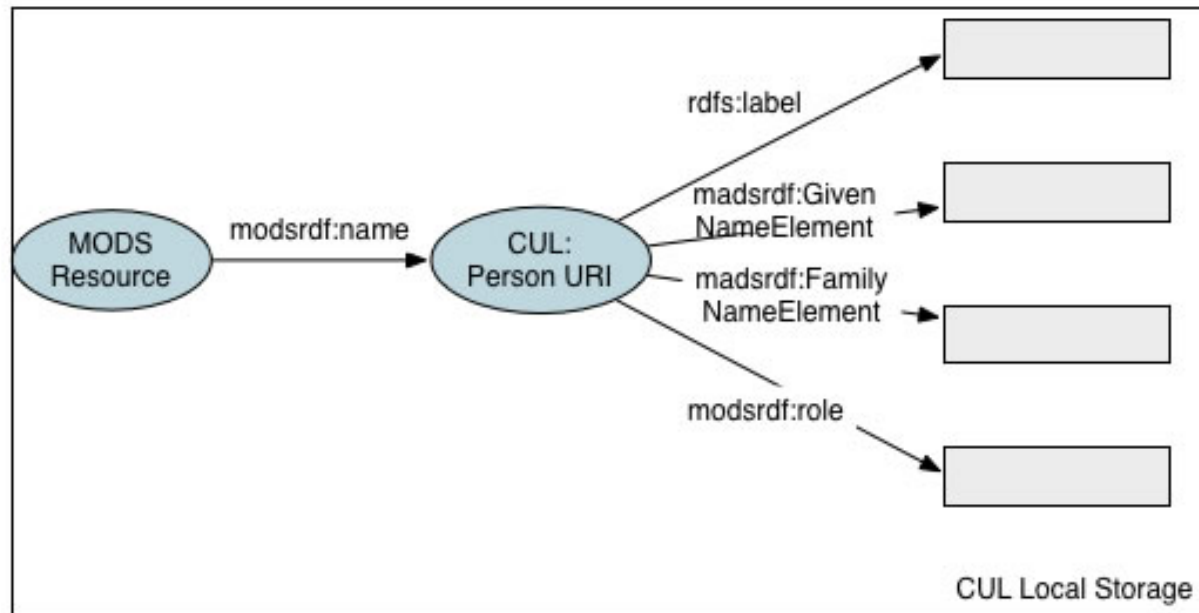 rdfs:label
madsrdf:Given
NameElement
modsrdf:name
MODS
Resource
CUL:
Person URI
madsrdf:Family
NameElement
modsrdf:role
CUL Local Storage